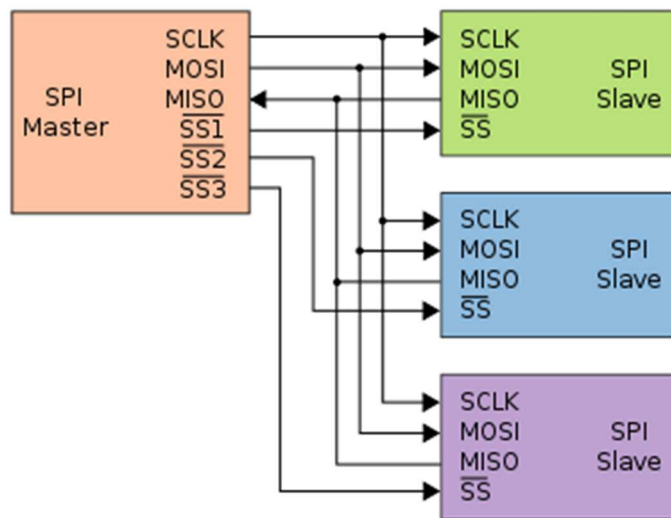 SCLK
MOSI
MISO
SS1
SS2
SS3
SPI
Master
SCLK
MOSI
MISO
SS
SPI
Slave
SCLK
MOSI
MISO
SS
SPI
Slave
SCLK
MOSI
MISO
SS
SPI
Slave